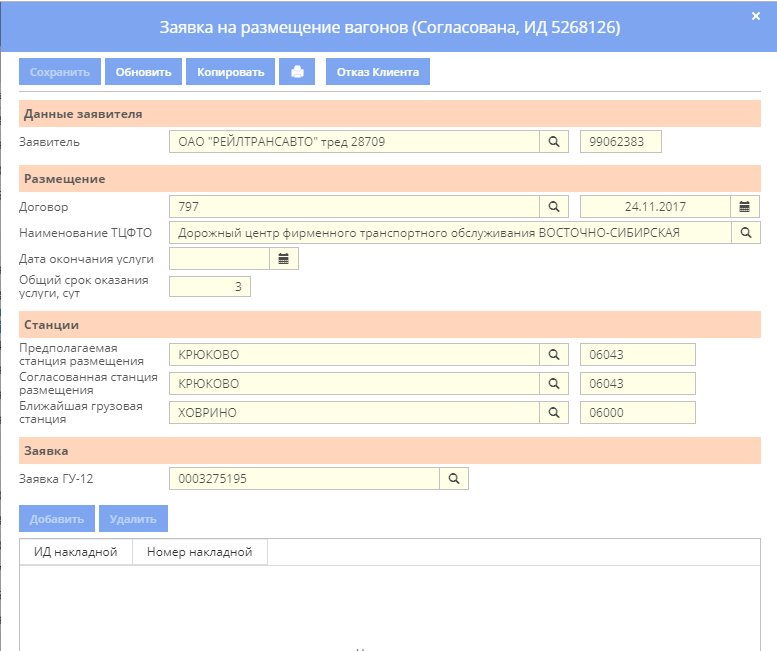 Заявка на размещение вагонов (Согласована, ИД 5268126)
Сохранить Обновить Копировать Отказ Клиента
Данные заявителя
Заявитель ОАО "РЕЙЛТРАНСАВТО" тред 28709 99062383
Размещение
Договор 797 24.11.2017
Наименование ТЦФТО Дорожный центр фирменного транспортного обслуживания ВОСТОЧНО-СИБИРСКАЯ
Дата окончания услуги
Общий срок оказания
услуги, сут 3
Станции
Предполагаемая
станция размещения КРЮКОВО 06043
Согласованная станция
размещения КРЮКОВО 06043
Ближайшая грузовая
станция ХОВРИНО 06000
Заявка
Заявка ГУ-12 0003275195
Добавить Удалить
ИД накладной Номер накладной